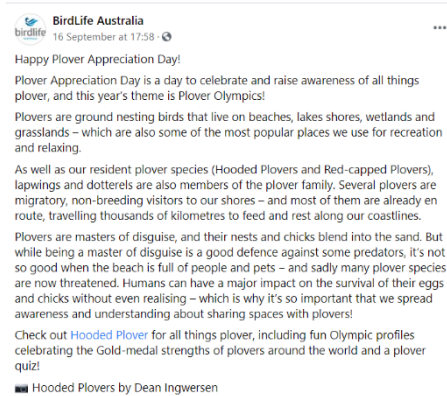 BirdLife Australia
birdlife
16 September at 17:58 ·
Happy Plover Appreciation Day!
Plover Appreciation Day is a day to celebrate and raise awareness of all things
plover, and this year's theme is Plover Olympics!
Plovers are ground nesting birds that live on beaches, lakes shores, wetlands and
grasslands – which are also some of the most popular places we use for recreation
and relaxing.
As well as our resident plover species (Hooded Plovers and Red-capped Plovers),
lapwings and dotterels are also members of the plover family. Several plovers are
migratory, non-breeding visitors to our shores – and most of them are already en
route, travelling thousands of kilometres to feed and rest along our coastlines.
Plovers are masters of disguise, and their nests and chicks blend into the sand. But
while being a master of disguise is a good defence against some predators, it's not
so good when the beach is full of people and pets – and sadly many plover species
are now threatened. Humans can have a major impact on the survival of their eggs
and chicks without even realising – which is why it's so important that we spread
awareness and understanding about sharing spaces with plovers!
Check out Hooded Plover for all things plover, including fun Olympic profiles
celebrating the Gold-medal strengths of plovers around the world and a plover
quiz!
📷 Hooded Plovers by Dean Ingwersen